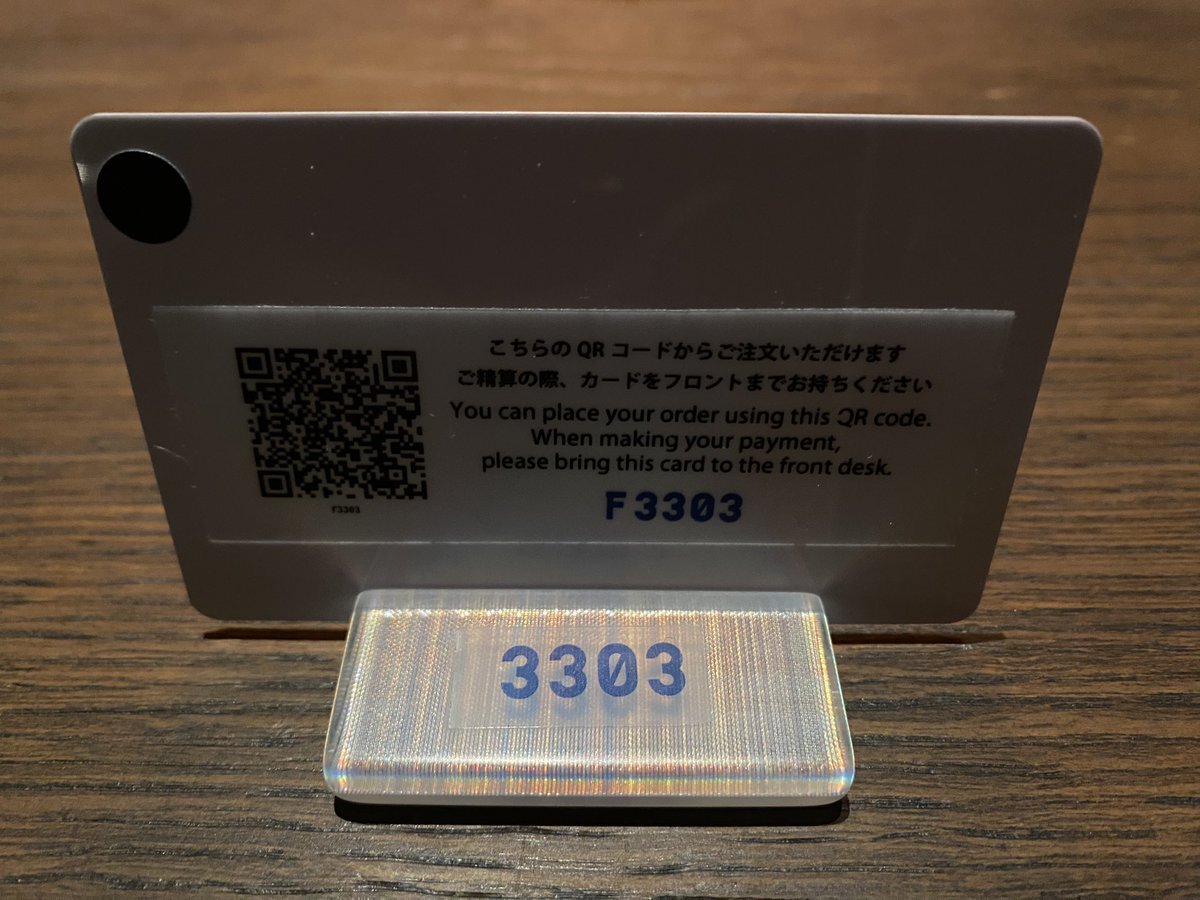 こちらの QR コードからご注文いただけます
ご精算の際、カードをフロントまでお持ちください
You can place your order using this QR code.
When making your payment,
please bring this card to the front desk.
F3303
F3303
3303